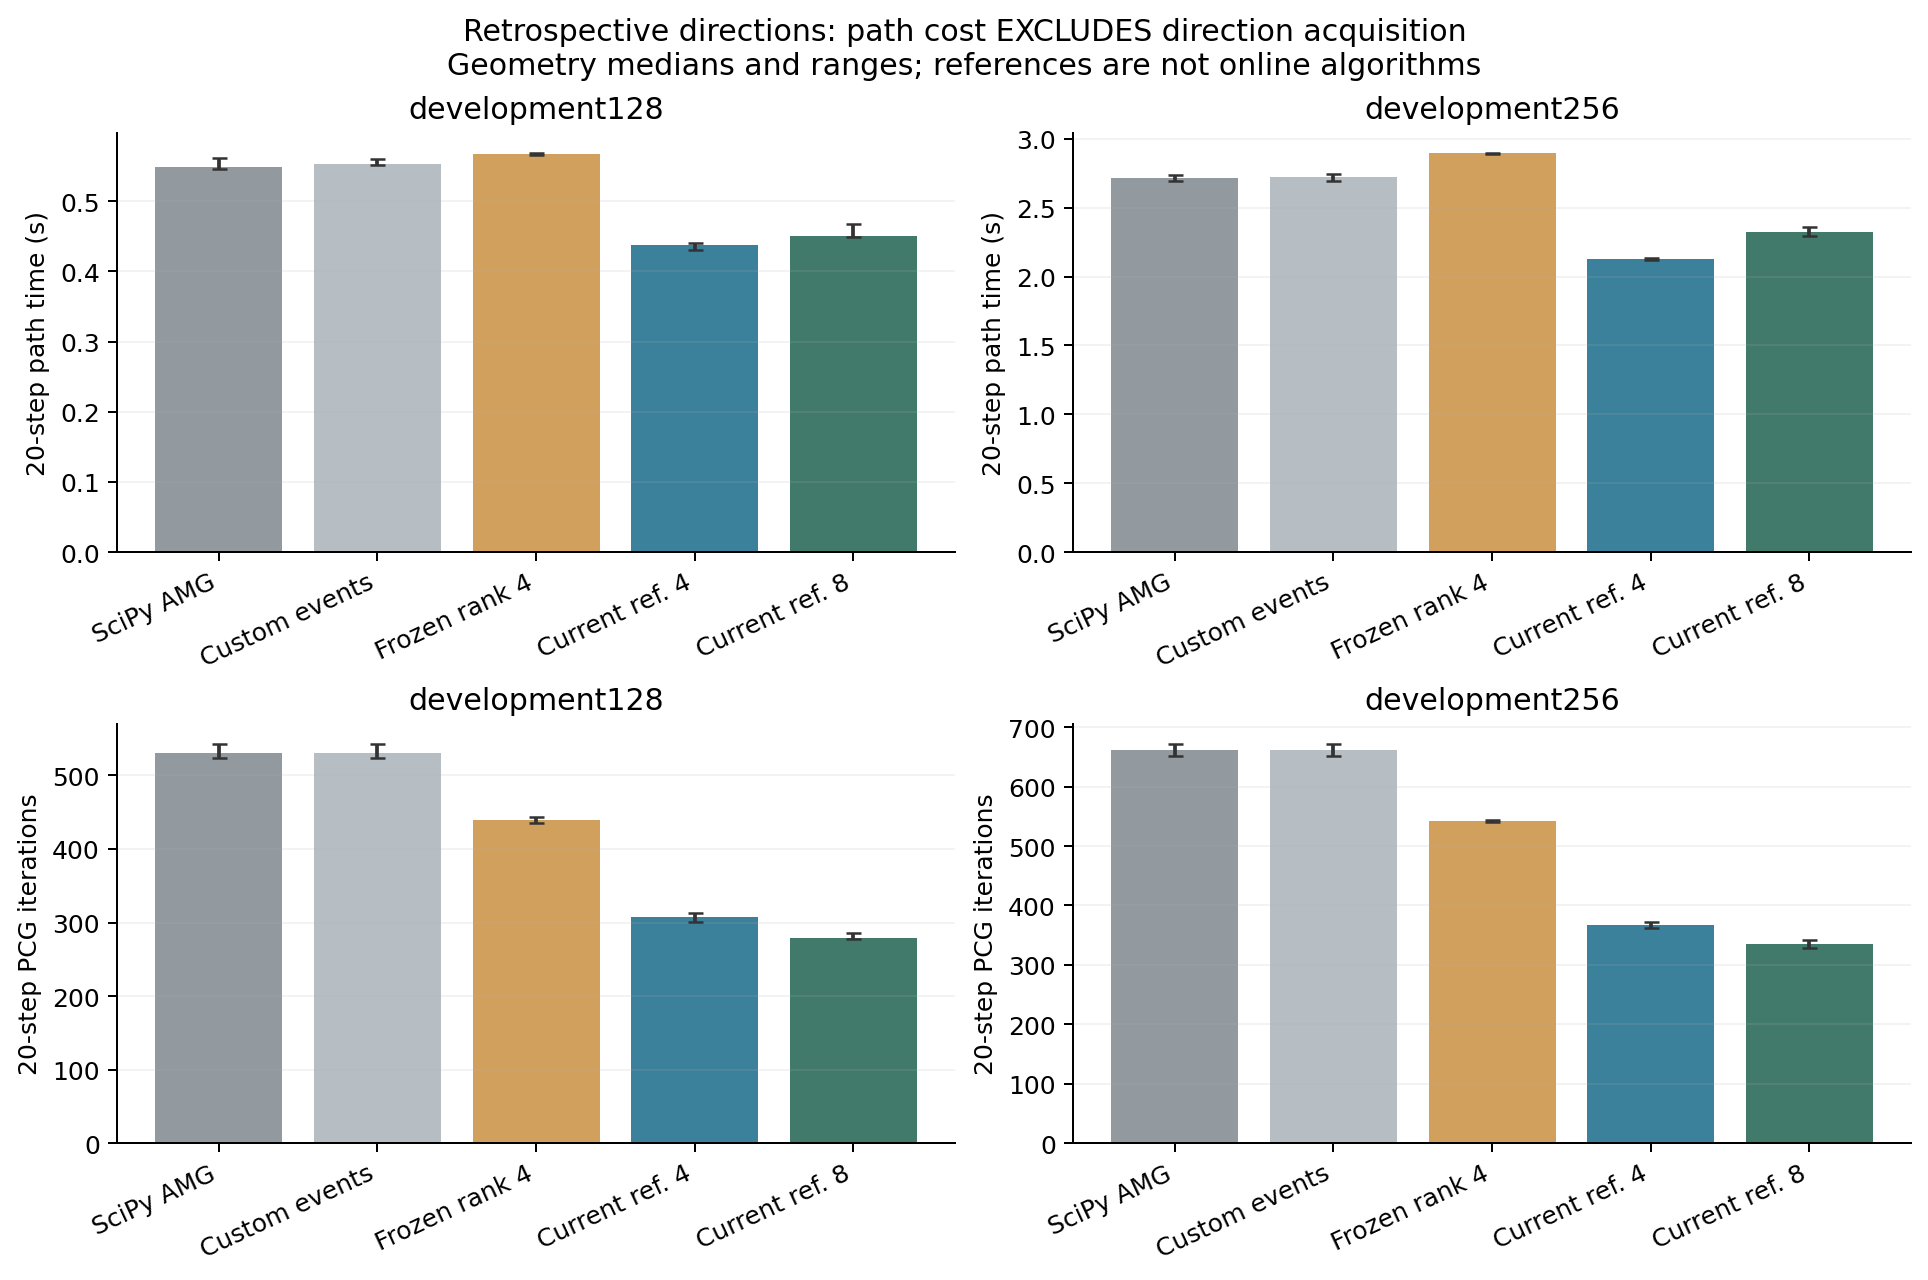 Retrospective directions: path cost EXCLUDES direction acquisition
Geometry medians and ranges; references are not online algorithms
development128
20-step path time (s)
0.5
0.4
0.3
0.2
0.1
0.0
SciPy AMG
Custom events
Frozen rank 4
Current ref. 4
Current ref. 8
development256
20-step path time (s)
3.0
2.5
2.0
1.5
1.0
0.5
0.0
SciPy AMG
Custom events
Frozen rank 4
Current ref. 4
Current ref. 8
development128
20-step PCG iterations
500
400
300
200
100
0
SciPy AMG
Custom events
Frozen rank 4
Current ref. 4
Current ref. 8
development256
20-step PCG iterations
700
600
500
400
300
200
100
0
SciPy AMG
Custom events
Frozen rank 4
Current ref. 4
Current ref. 8